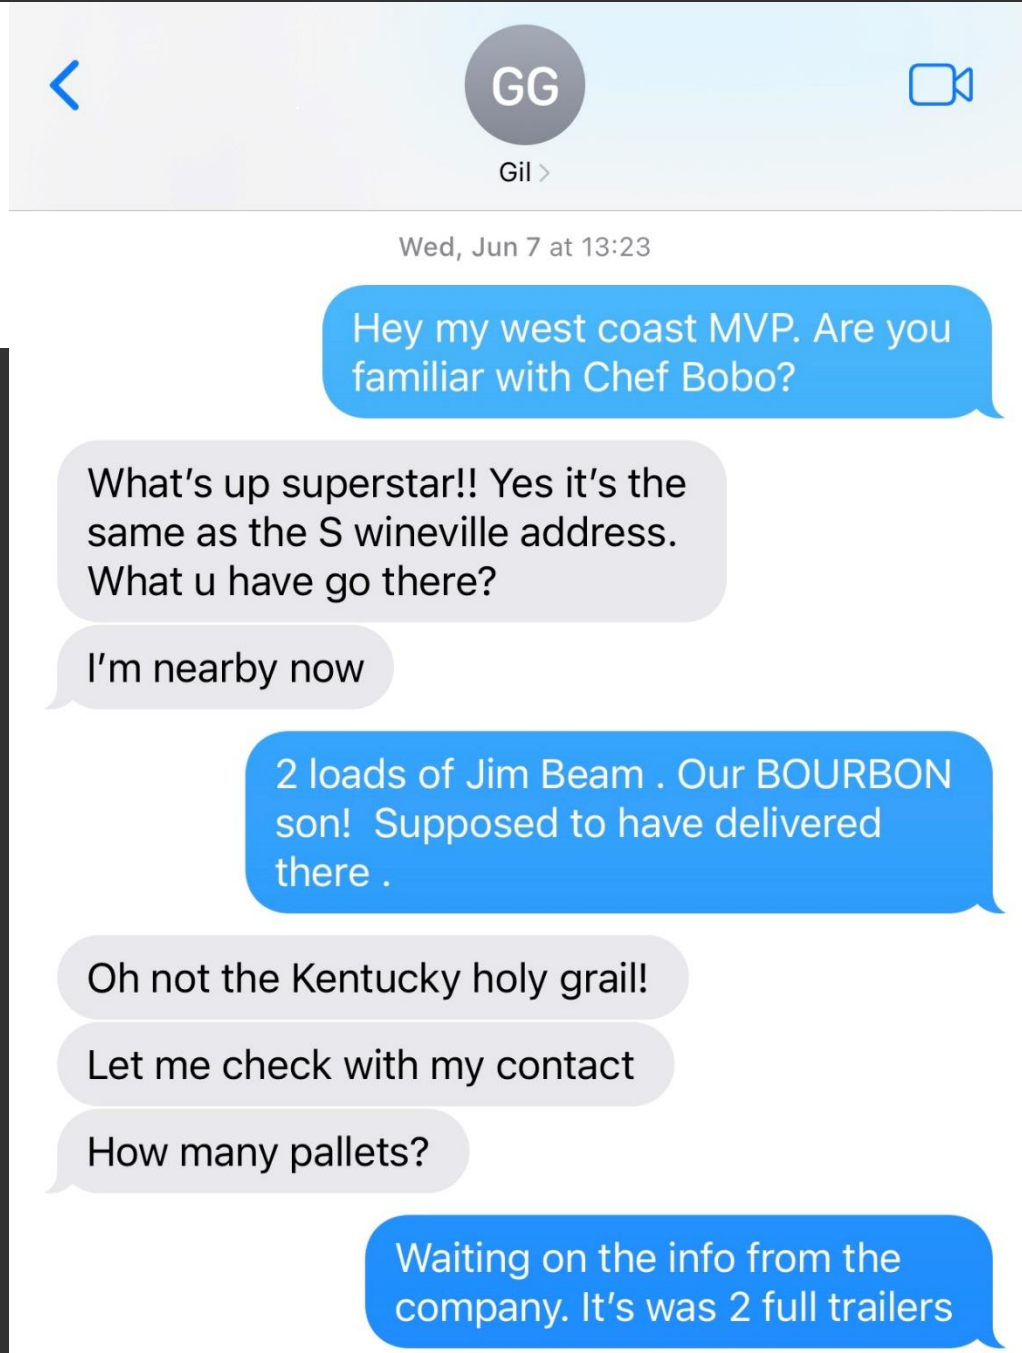 GG
Gil
Wed, Jun 7 at 13:23
Hey my west coast MVP. Are you
familiar with Chef Bobo?
What's up superstar!! Yes it's the
same as the S wineville address.
What u have go there?
I'm nearby now
2 loads of Jim Beam . Our BOURBON
son!  Supposed to have delivered
there .
Oh not the Kentucky holy grail!
Let me check with my contact
How many pallets?
Waiting on the info from the
company. It's was 2 full trailers